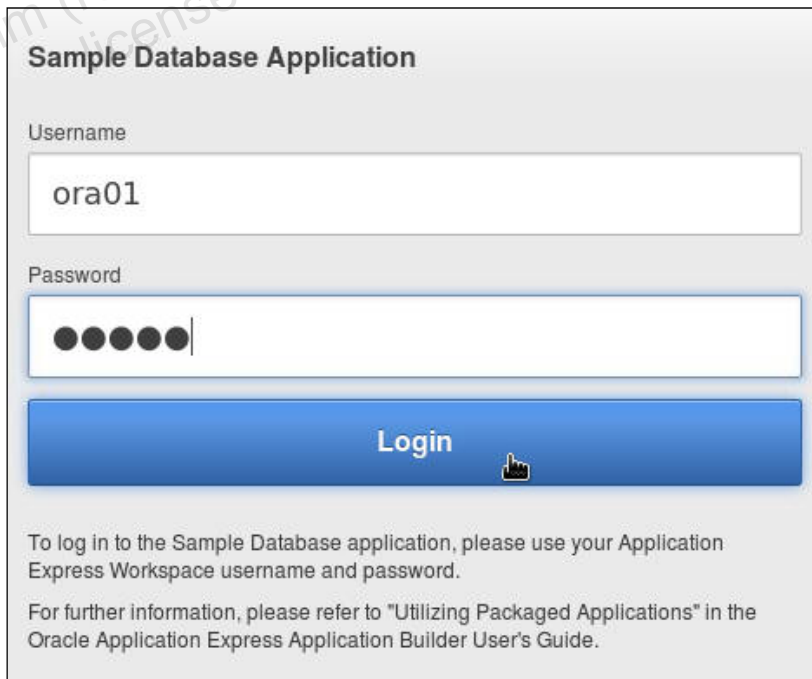 Sample Database Application
Username
ora01
Password
●●●●●
Login
To log in to the Sample Database application, please use your Application
Express Workspace username and password.
For further information, please refer to "Utilizing Packaged Applications" in the
Oracle Application Express Application Builder User's Guide.